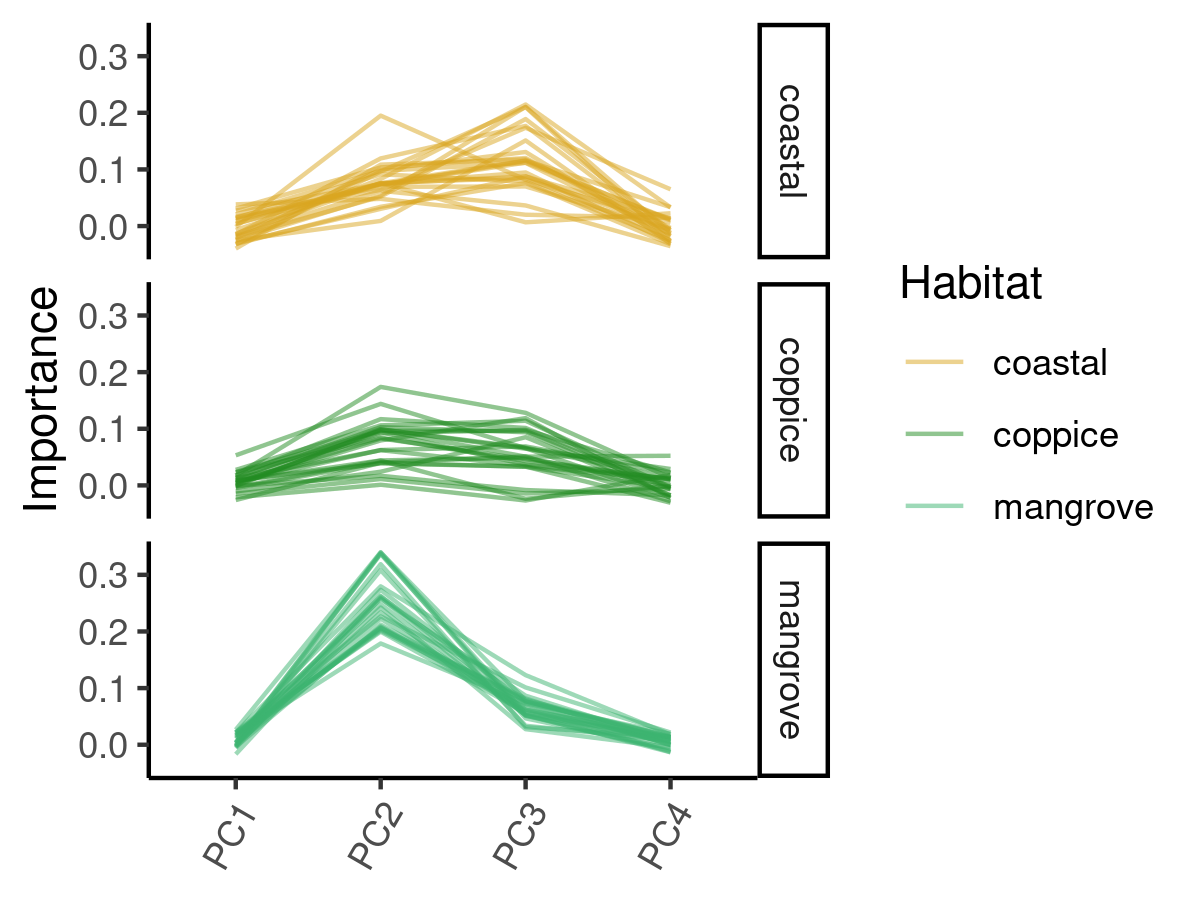 Importance
0.3
0.2
0.1
0.0
coastal
0.3
0.2
0.1
0.0
coppice
0.3
0.2
0.1
0.0
mangrove
PC1
PC2
PC3
PC4
Habitat
coastal
coppice
mangrove